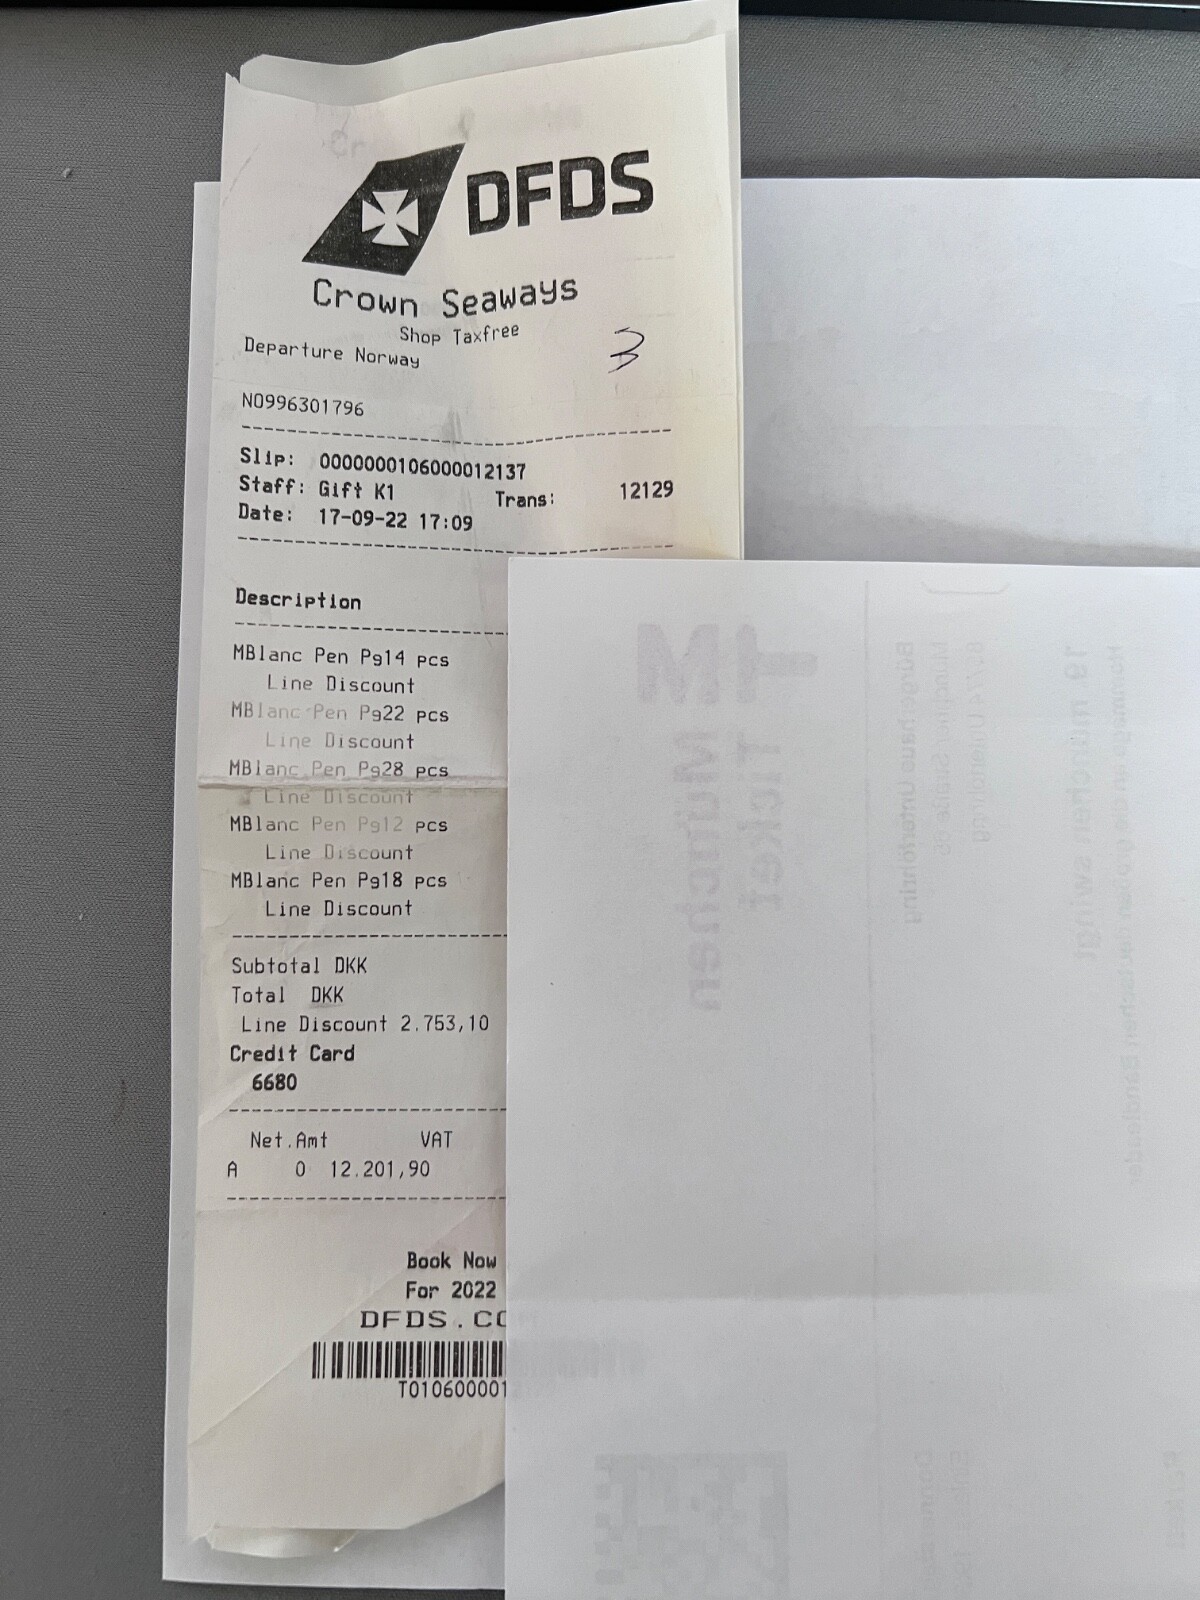 DFDS
Crown Seaways
Shop Taxfree
Departure Norway
3
NO996301796
Slip: 0000000106000012137
Staff: Gift K1 Trans: 12129
Date: 17-09-22 17:09
Description
MBlanc Pen Pg14 pcs
Line Discount
MBlanc Pen Pg22 pcs
Line Discount
MBlanc Pen Pg28 pcs
Line Discount
MBlanc Pen Pg12 pcs
Line Discount
MBlanc Pen Pg18 pcs
Line Discount
Subtotal DKK
Total DKK
Line Discount 2.753,10
Credit Card
6680
Net.Amt VAT
A 0 12.201,90
Book Now
For 2022
DFDS.CO
T010600001
Ticket
München